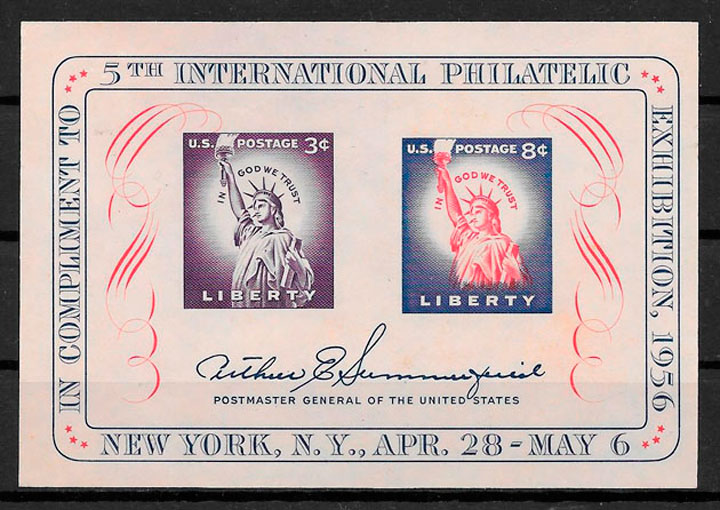 IN COMPLIMENT TO
5TH INTERNATIONAL PHILATELIC
EXHIBITION, 1956
NEW YORK, N.Y., APR. 28 - MAY 6
U.S. POSTAGE 3¢
IN GOD WE TRUST
LIBERTY
U.S. POSTAGE 8¢
IN GOD WE TRUST
LIBERTY
Arthur E Summerfield
POSTMASTER GENERAL OF THE UNITED STATES